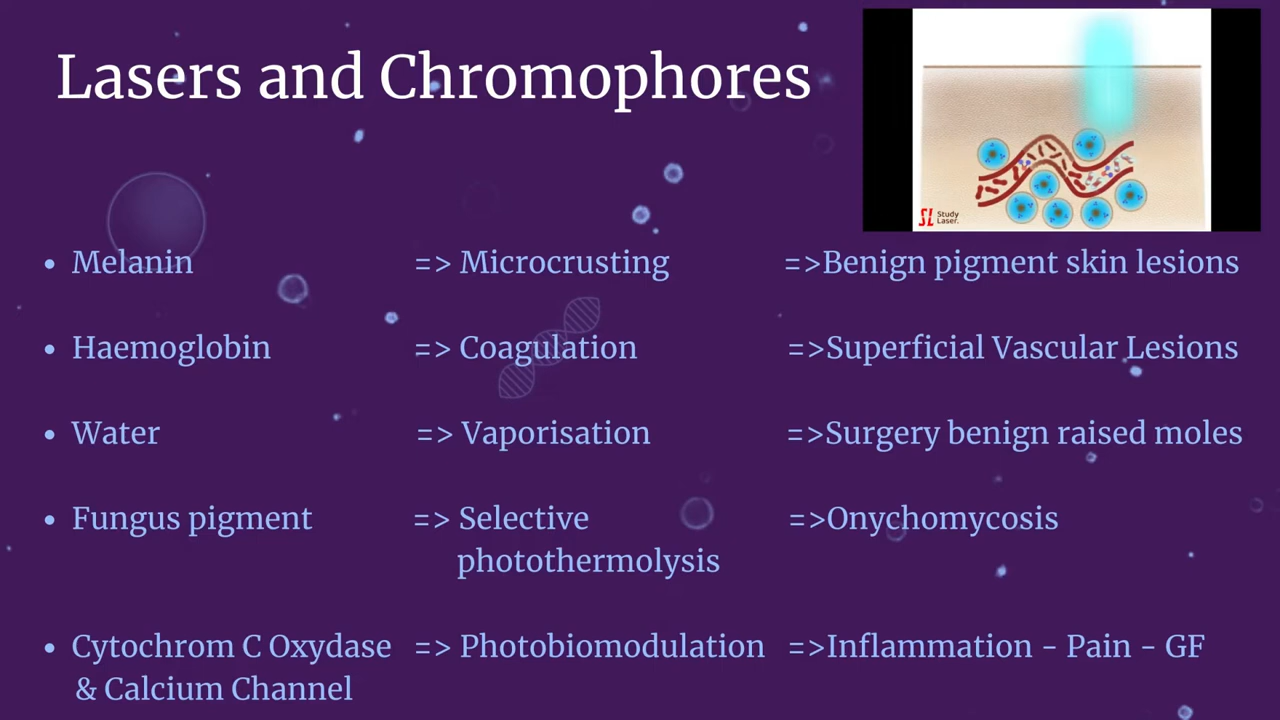 Lasers and Chromophores
SL Study
Laser.
• Melanin => Microcrusting =>Benign pigment skin lesions
• Haemoglobin => Coagulation =>Superficial Vascular Lesions
• Water => Vaporisation =>Surgery benign raised moles
• Fungus pigment => Selective =>Onychomycosis
photothermolysis
• Cytochrom C Oxydase => Photobiomodulation =>Inflammation - Pain - GF
& Calcium Channel